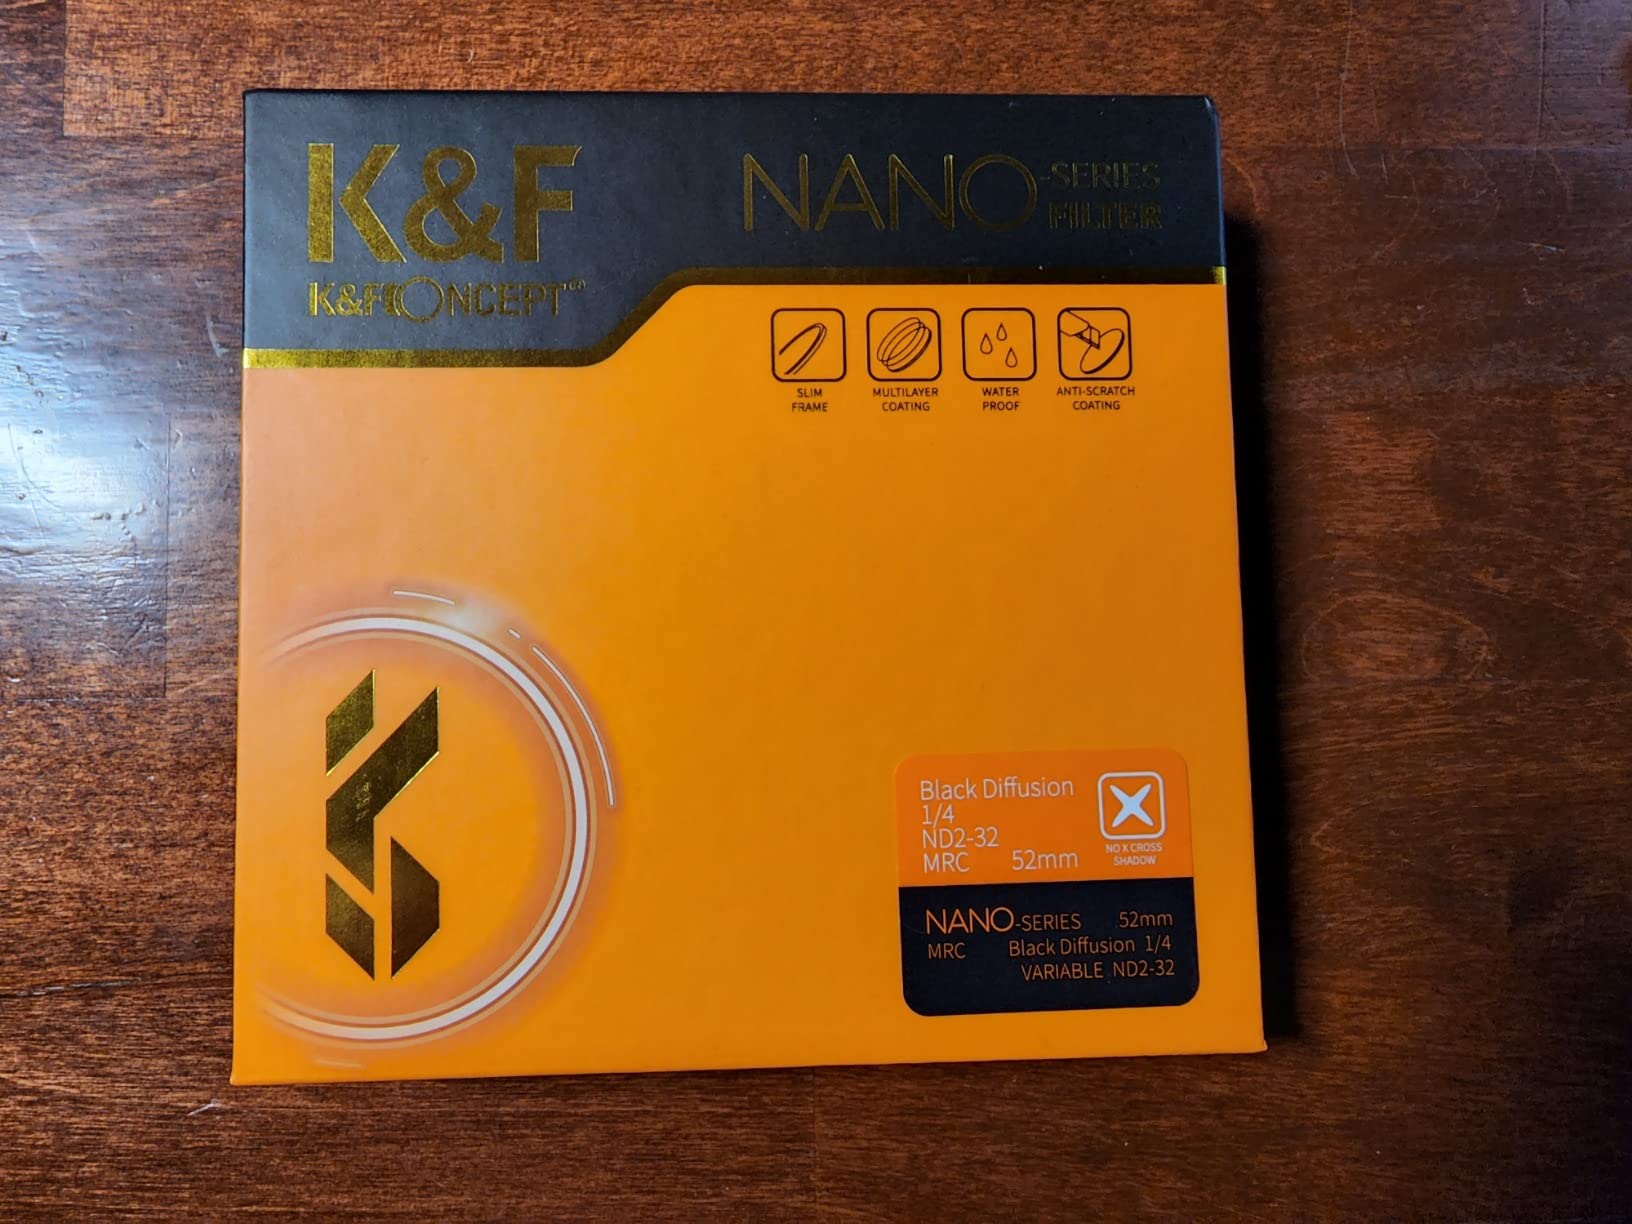 K&F
K&F CONCEPT®
NANO-SERIES
FILTER
SLIM
FRAME
MULTILAYER
COATING
WATER
PROOF
ANTI-SCRATCH
COATING
Black Diffusion
1/4
ND2-32
MRC 52mm
NO X CROSS
SHADOW
NANO-SERIES 52mm
MRC Black Diffusion 1/4
VARIABLE ND2-32